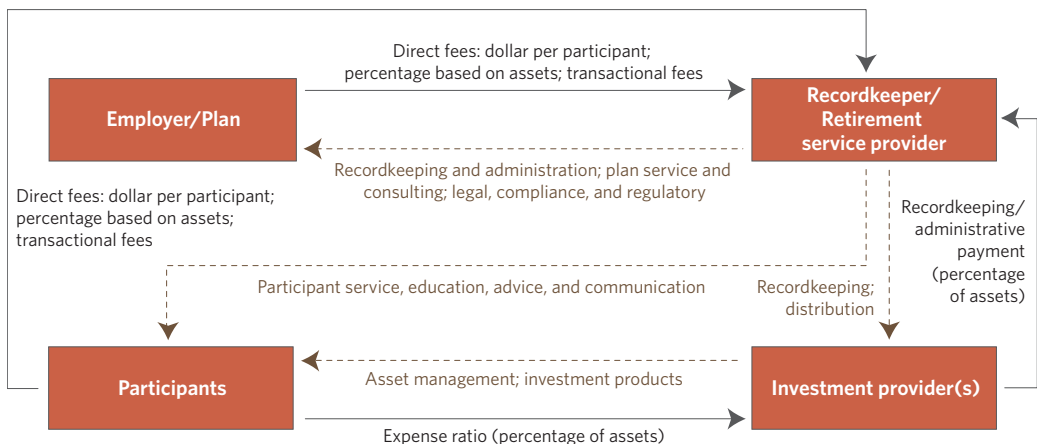 Direct fees: dollar per participant;
percentage based on assets; transactional fees
Employer/Plan
Recordkeeper/
Retirement
service provider
Recordkeeping and administration; plan service and
consulting; legal, compliance, and regulatory
Direct fees: dollar per participant;
percentage based on assets;
transactional fees
Recordkeeping/
administrative
payment
(percentage
of assets)
Participant service, education, advice, and communication
Recordkeeping;
distribution
Participants
Asset management; investment products
Investment provider(s)
Expense ratio (percentage of assets)